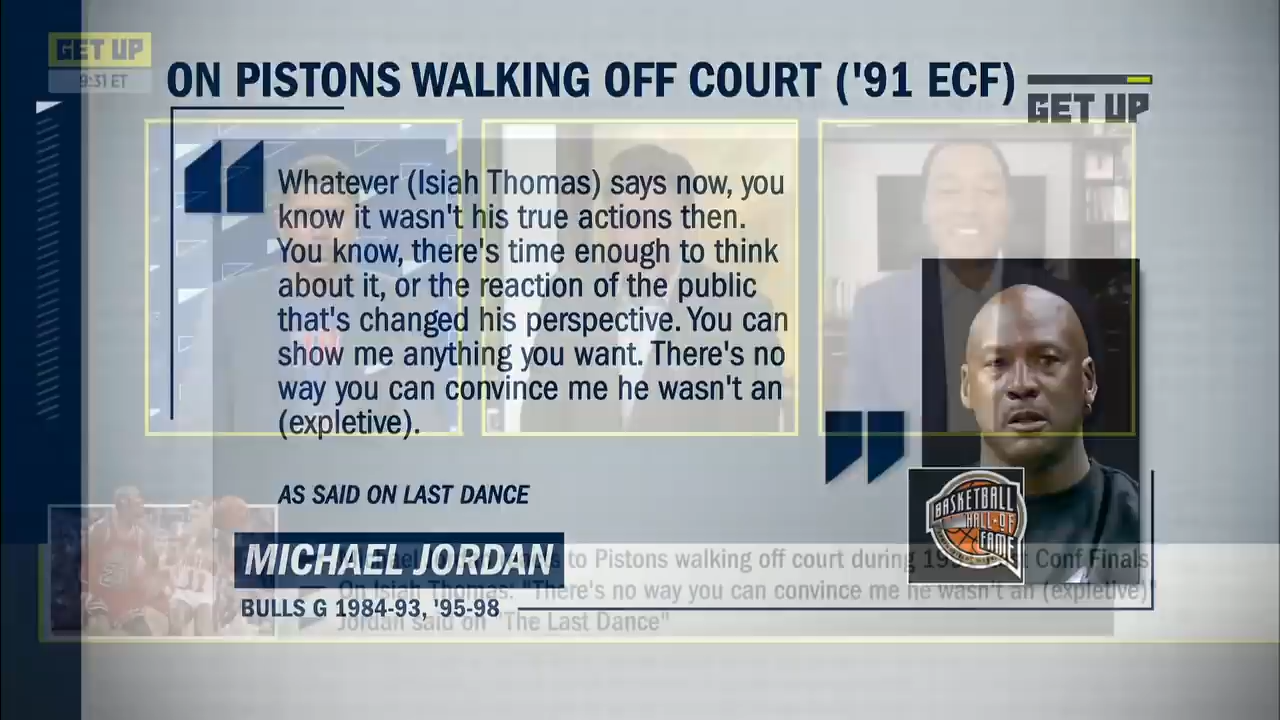 GET UP
9:31 ET
ON PISTONS WALKING OFF COURT ('91 ECF)
GET UP
Whatever (Isiah Thomas) says now, you
know it wasn't his true actions then.
You know, there's time enough to think
about it, or the reaction of the public
that's changed his perspective. You can
show me anything you want. There's no
way you can convince me he wasn't an
(expletive).
AS SAID ON LAST DANCE
BASKETBALL
HALL OF
FAME
MICHAEL JORDAN
to Pistons walking off court during Conf Finals
On Isiah Thomas: "There's no way you can convince me he wasn't an (expletive)"
BULLS G 1984-93, '95-98
Jordan said on "The Last Dance"